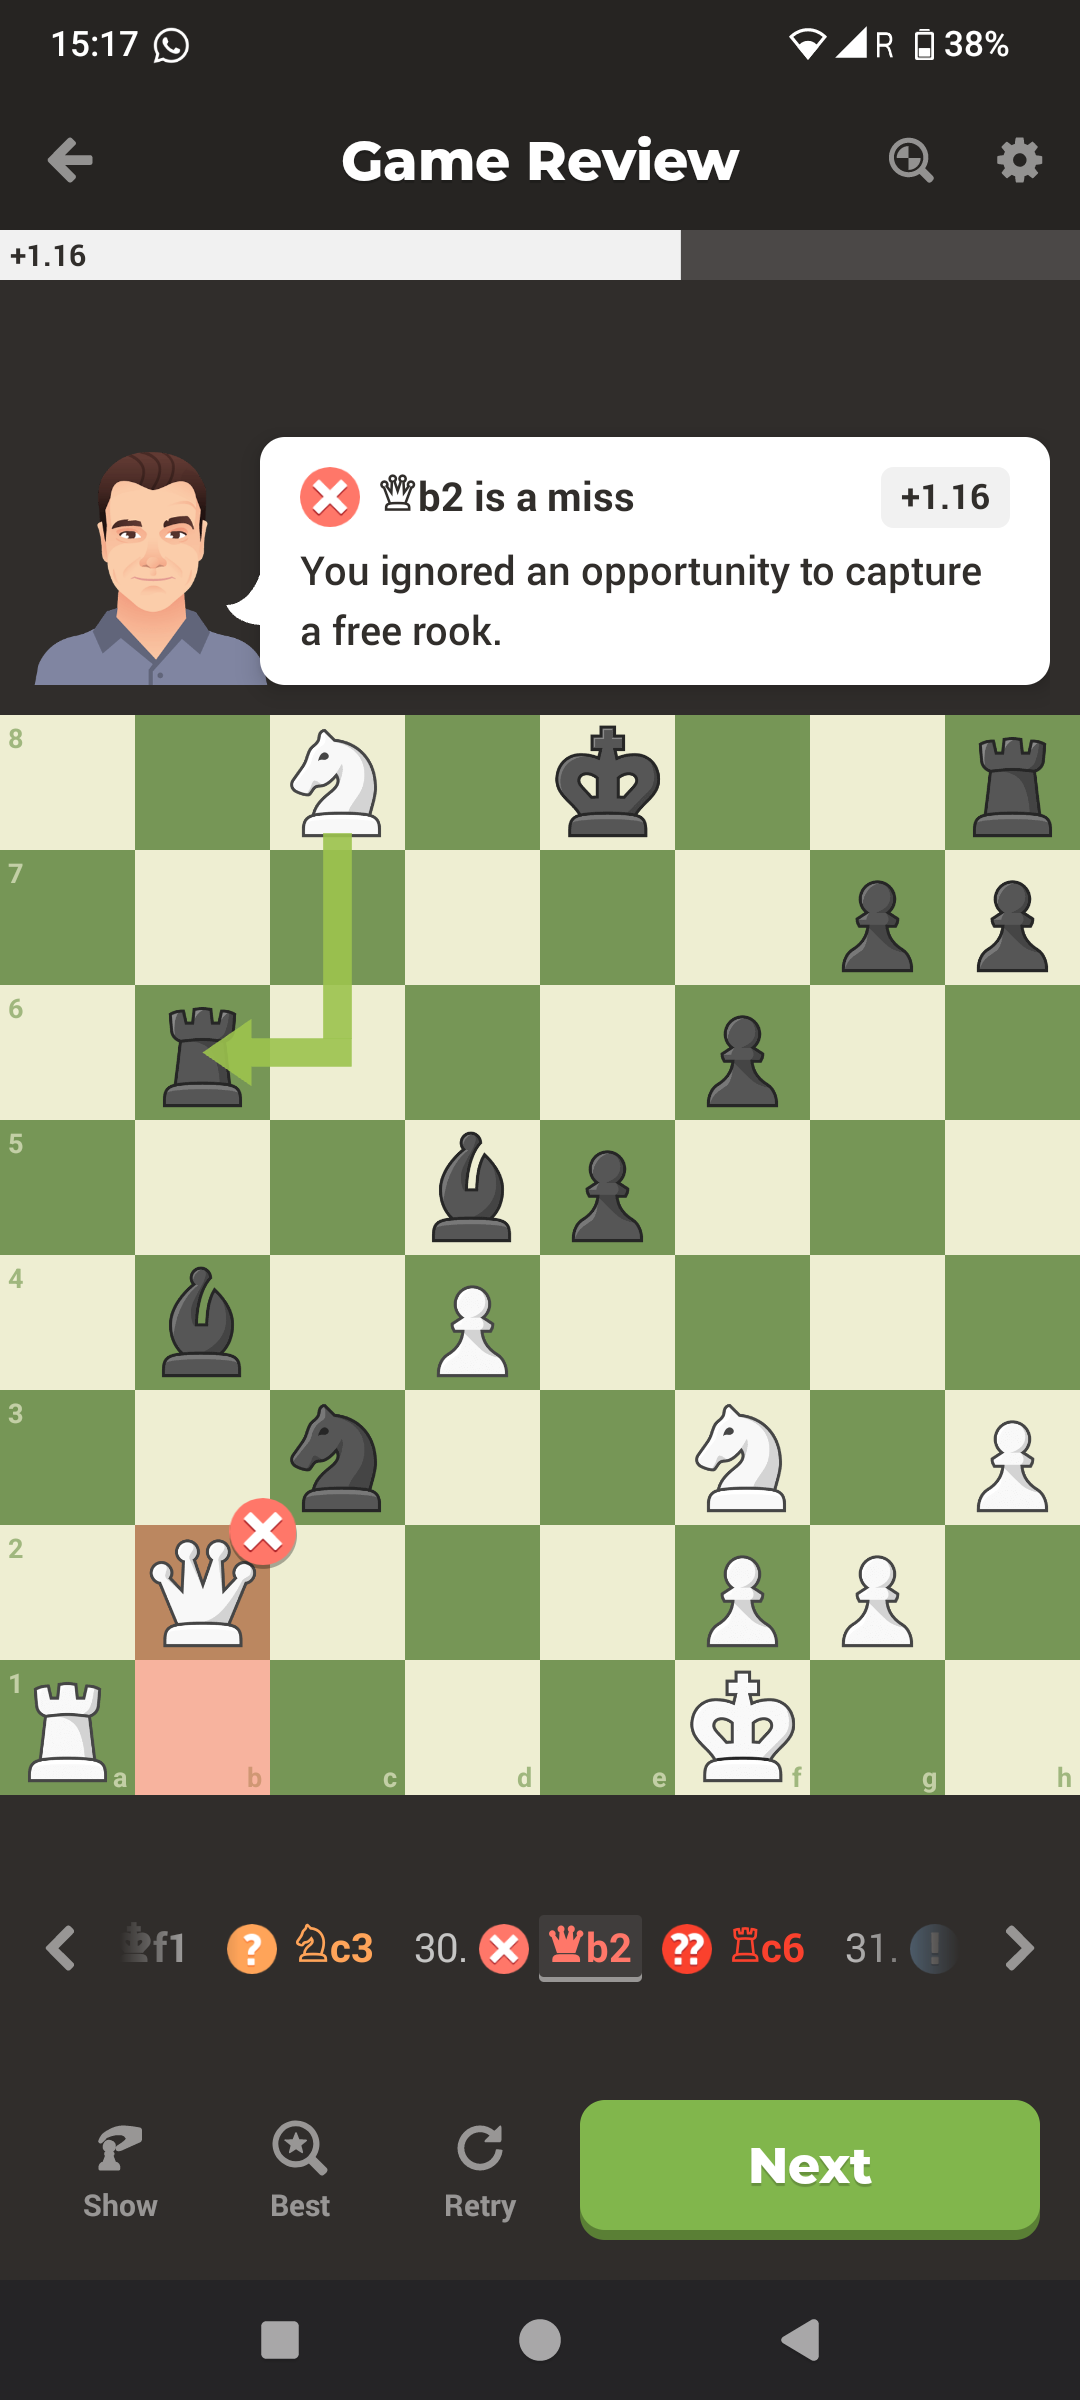 15:17 R 38%
Game Review
+1.16
b2 is a miss +1.16
You ignored an opportunity to capture
a free rook.
8
7
6
5
4
3
2
1 a b c d e f g h
f1 ? c3 30. b2 ?? c6 31. !
Show Best Retry Next